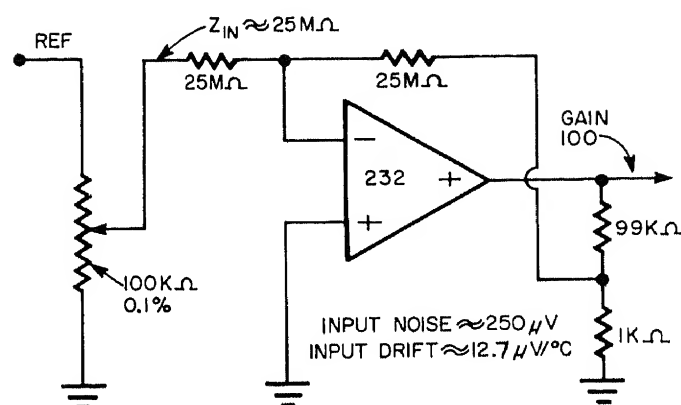 REF
Z_IN ≈ 25MΩ
25MΩ
25MΩ
GAIN
100
−
232
+
+
99KΩ
100KΩ
0.1%
INPUT NOISE≈250μV
INPUT DRIFT≈12.7μV/°C
1KΩ